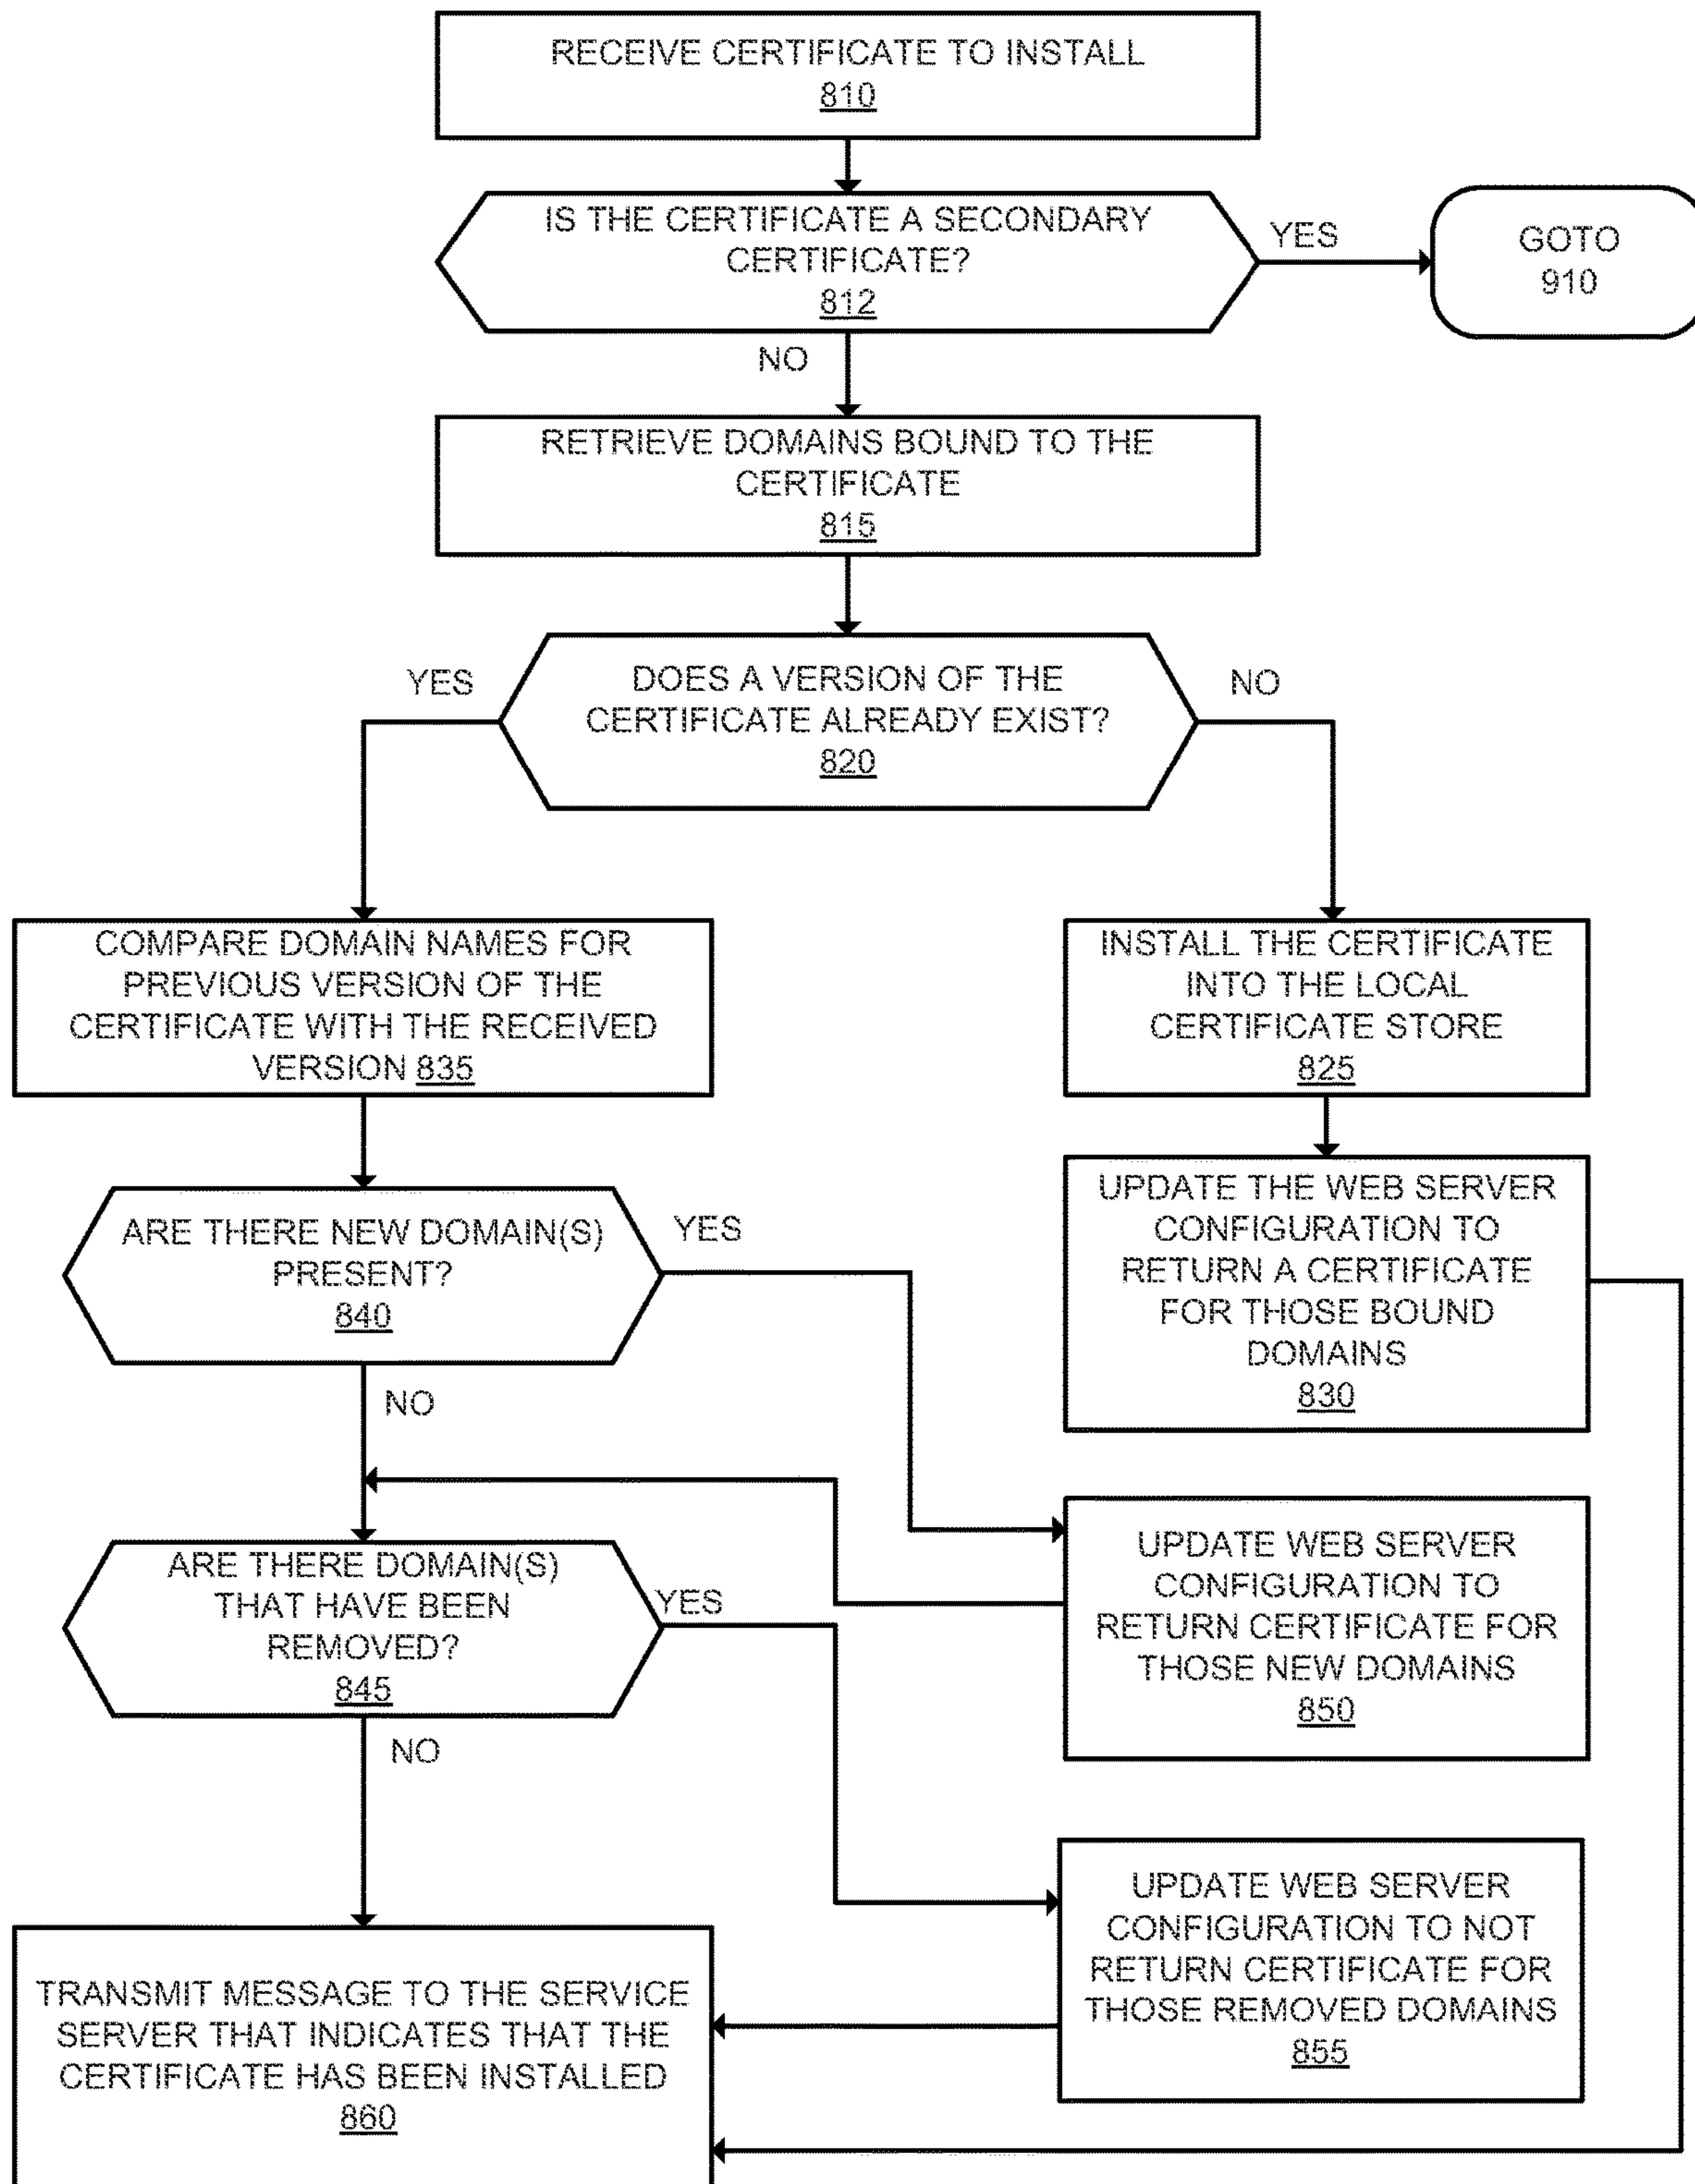 RECEIVE CERTIFICATE TO INSTALL
810
IS THE CERTIFICATE A SECONDARY
CERTIFICATE?
812
YES
GOTO
910
NO
RETRIEVE DOMAINS BOUND TO THE
CERTIFICATE
815
YES
DOES A VERSION OF THE
CERTIFICATE ALREADY EXIST?
820
NO
COMPARE DOMAIN NAMES FOR
PREVIOUS VERSION OF THE
CERTIFICATE WITH THE RECEIVED
VERSION 835
INSTALL THE CERTIFICATE
INTO THE LOCAL
CERTIFICATE STORE
825
ARE THERE NEW DOMAIN(S)
PRESENT?
840
YES
NO
UPDATE THE WEB SERVER
CONFIGURATION TO
RETURN A CERTIFICATE
FOR THOSE BOUND
DOMAINS
830
ARE THERE DOMAIN(S)
THAT HAVE BEEN
REMOVED?
845
YES
NO
UPDATE WEB SERVER
CONFIGURATION TO
RETURN CERTIFICATE FOR
THOSE NEW DOMAINS
850
UPDATE WEB SERVER
CONFIGURATION TO NOT
RETURN CERTIFICATE FOR
THOSE REMOVED DOMAINS
855
TRANSMIT MESSAGE TO THE SERVICE
SERVER THAT INDICATES THAT THE
CERTIFICATE HAS BEEN INSTALLED
860